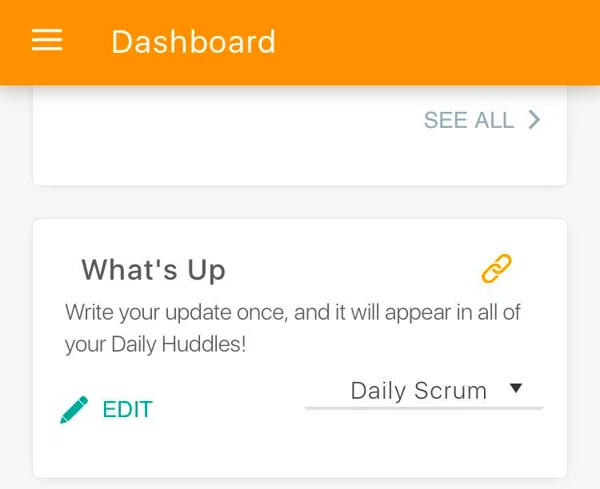 Dashboard
SEE ALL
What's Up
Write your update once, and it will appear in all of
your Daily Huddles!
EDIT
Daily Scrum